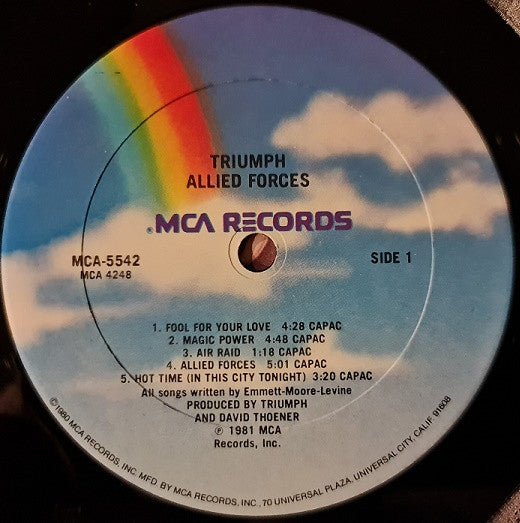 TRIUMPH
ALLIED FORCES
®MCA RECORDS
MCA-5542
MCA 4248
SIDE 1
1. FOOL FOR YOUR LOVE 4:28 CAPAC
2. MAGIC POWER 4:48 CAPAC
3. AIR RAID 1:18 CAPAC
4. ALLIED FORCES 5:01 CAPAC
5. HOT TIME (IN THIS CITY TONIGHT) 3:20 CAPAC
All songs written by Emmett-Moore-Levine
PRODUCED BY TRIUMPH
AND DAVID THOENER
℗ 1981 MCA
Records, Inc.
©1980 MCA RECORDS, INC. MFD. BY MCA RECORDS, INC., 70 UNIVERSAL PLAZA, UNIVERSAL CITY, CALIF. 91608